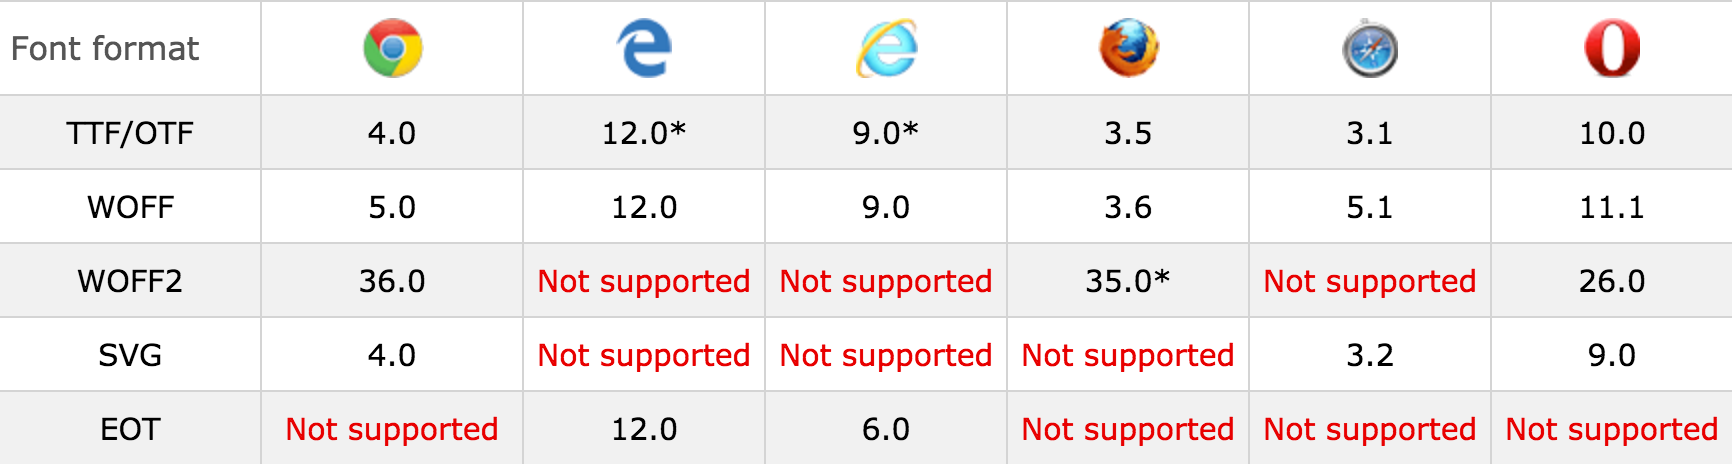 Font format
TTF/OTF 4.0 12.0* 9.0* 3.5 3.1 10.0
WOFF 5.0 12.0 9.0 3.6 5.1 11.1
WOFF2 36.0 Not supported Not supported 35.0* Not supported 26.0
SVG 4.0 Not supported Not supported Not supported 3.2 9.0
EOT Not supported 12.0 6.0 Not supported Not supported Not supported